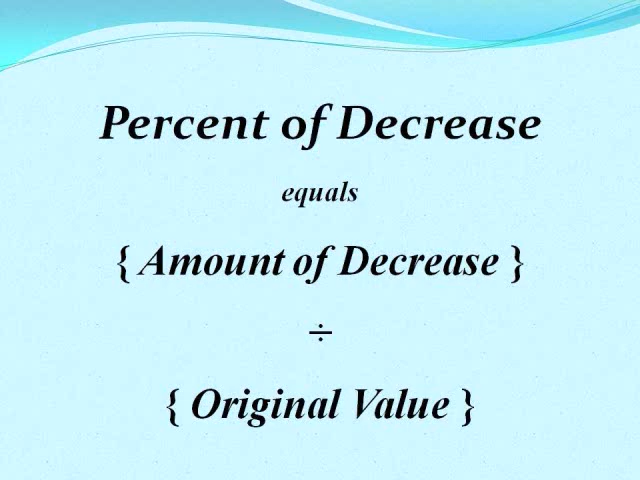 Percent of Decrease
equals
{ Amount of Decrease }
÷
{ Original Value }